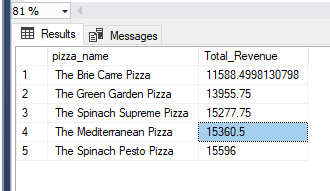 81 %
Results Messages
pizza_name Total_Revenue
1 The Brie Carre Pizza 11588.4998130798
2 The Green Garden Pizza 13955.75
3 The Spinach Supreme Pizza 15277.75
4 The Mediterranean Pizza 15360.5
5 The Spinach Pesto Pizza 15596